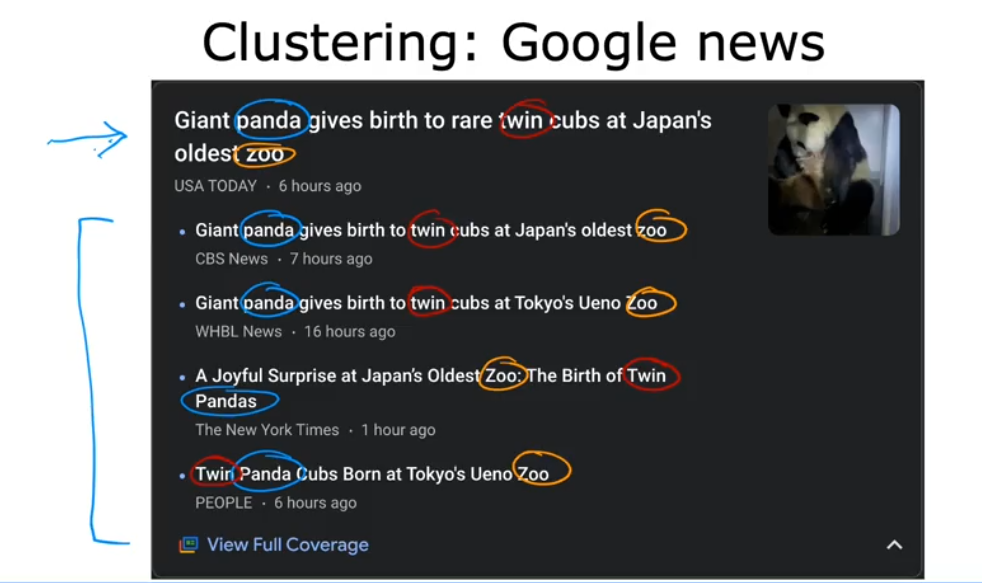 Clustering: Google news
Giant panda gives birth to rare twin cubs at Japan's
oldest zoo
USA TODAY · 6 hours ago
• Giant panda gives birth to twin cubs at Japan's oldest zoo
CBS News · 7 hours ago
• Giant panda gives birth to twin cubs at Tokyo's Ueno Zoo
WHBL News · 16 hours ago
• A Joyful Surprise at Japan’s Oldest Zoo: The Birth of Twin
Pandas
The New York Times · 1 hour ago
• Twin Panda Cubs Born at Tokyo's Ueno Zoo
PEOPLE · 6 hours ago
View Full Coverage